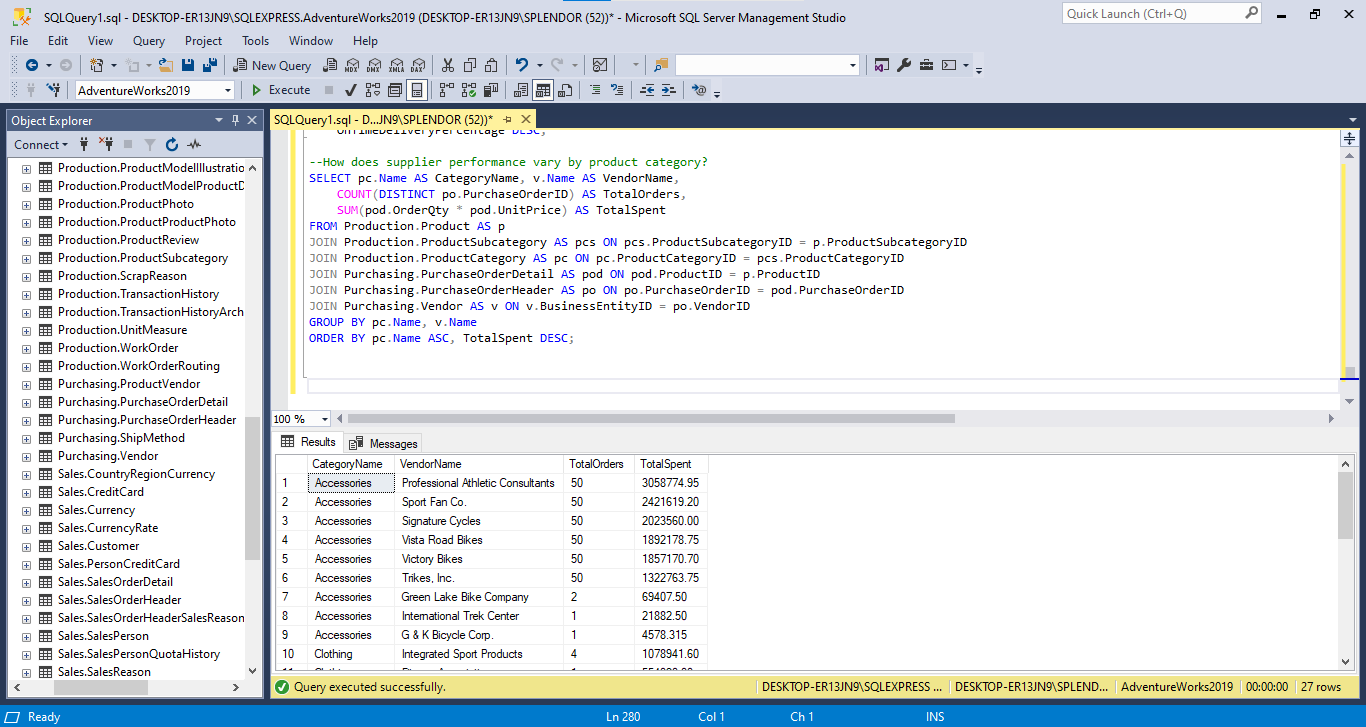 SQLQuery1.sql - DESKTOP-ER13JN9\SQLEXPRESS.AdventureWorks2019 (DESKTOP-ER13JN9\SPLENDOR (52))* - Microsoft SQL Server Management Studio
Quick Launch (Ctrl+Q)
File Edit View Query Project Tools Window Help
New Query MDX DMX XMLA DAX
AdventureWorks2019 Execute
Object Explorer
Connect
Production.ProductModelIllustratio
Production.ProductModelProductD
Production.ProductPhoto
Production.ProductProductPhoto
Production.ProductReview
Production.ProductSubcategory
Production.ScrapReason
Production.TransactionHistory
Production.TransactionHistoryArch
Production.UnitMeasure
Production.WorkOrder
Production.WorkOrderRouting
Purchasing.ProductVendor
Purchasing.PurchaseOrderDetail
Purchasing.PurchaseOrderHeader
Purchasing.ShipMethod
Purchasing.Vendor
Sales.CountryRegionCurrency
Sales.CreditCard
Sales.Currency
Sales.CurrencyRate
Sales.Customer
Sales.PersonCreditCard
Sales.SalesOrderDetail
Sales.SalesOrderHeader
Sales.SalesOrderHeaderSalesReason
Sales.SalesPerson
Sales.SalesPersonQuotaHistory
Sales.SalesReason
SQLQuery1.sql - D...JN9\SPLENDOR (52))*
OnTimeDeliveryPercentage DESC;
--How does supplier performance vary by product category?
SELECT pc.Name AS CategoryName, v.Name AS VendorName,
COUNT(DISTINCT po.PurchaseOrderID) AS TotalOrders,
SUM(pod.OrderQty * pod.UnitPrice) AS TotalSpent
FROM Production.Product AS p
JOIN Production.ProductSubcategory AS pcs ON pcs.ProductSubcategoryID = p.ProductSubcategoryID
JOIN Production.ProductCategory AS pc ON pc.ProductCategoryID = pcs.ProductCategoryID
JOIN Purchasing.PurchaseOrderDetail AS pod ON pod.ProductID = p.ProductID
JOIN Purchasing.PurchaseOrderHeader AS po ON po.PurchaseOrderID = pod.PurchaseOrderID
JOIN Purchasing.Vendor AS v ON v.BusinessEntityID = po.VendorID
GROUP BY pc.Name, v.Name
ORDER BY pc.Name ASC, TotalSpent DESC;
100 %
Results Messages
CategoryName VendorName TotalOrders TotalSpent
1 Accessories Professional Athletic Consultants 50 3058774.95
2 Accessories Sport Fan Co. 50 2421619.20
3 Accessories Signature Cycles 50 2023560.00
4 Accessories Vista Road Bikes 50 1892178.75
5 Accessories Victory Bikes 50 1857170.70
6 Accessories Trikes, Inc. 50 1322763.75
7 Accessories Green Lake Bike Company 2 69407.50
8 Accessories International Trek Center 1 21882.50
9 Accessories G & K Bicycle Corp. 1 4578.315
10 Clothing Integrated Sport Products 4 1078941.60
Query executed successfully. DESKTOP-ER13JN9\SQLEXPRESS ... DESKTOP-ER13JN9\SPLEND... AdventureWorks2019 00:00:00 27 rows
Ready Ln 280 Col 1 Ch 1 INS